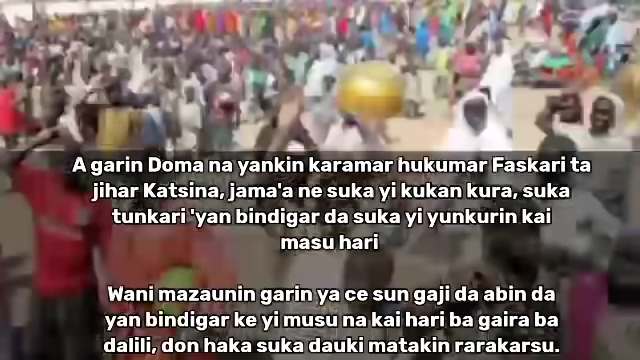 A garin Doma na yankin karamar hukumar Faskari ta
jihar Katsina, jama'a ne suka yi kukan kura, suka
tunkari 'yan bindigar da suka yi yunkurin kai
masu hari
Wani mazaunin garin ya ce sun gaji da abin da
yan bindigar ke yi musu na kai hari ba gaira ba
dalili, don haka suka dauki matakin rarakarsu.